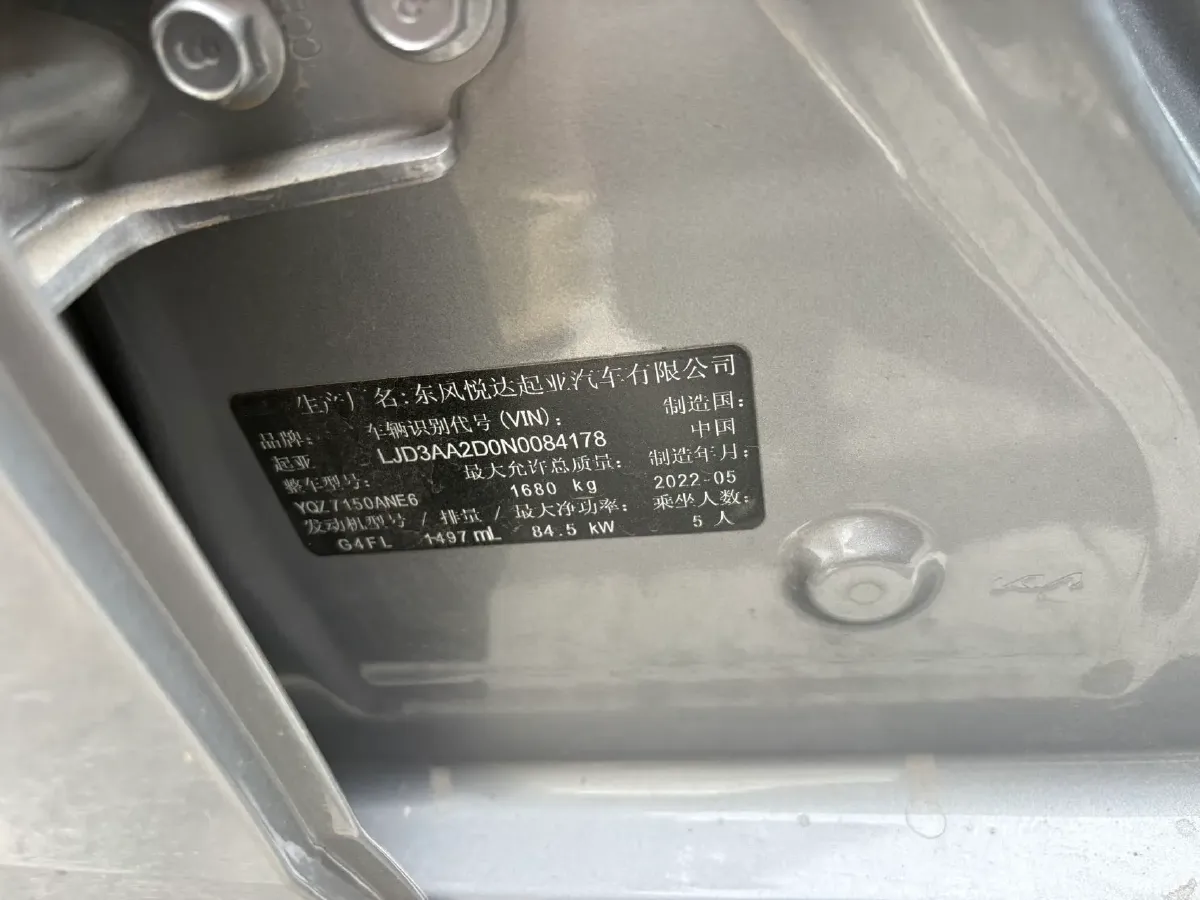 3
生产厂名:东风悦达起亚汽车有限公司
品牌: 车辆识别代号(VIN): 制造国:
起亚 LJD3AA2D0N0084178 中国
整车型号: 最大允许总质量: 制造年月:
YQZ7150ANE6 1680 kg 2022-05
发动机型号 / 排量 / 最大净功率: 乘坐人数:
G4FL 1497 mL 84.5 kW 5 人